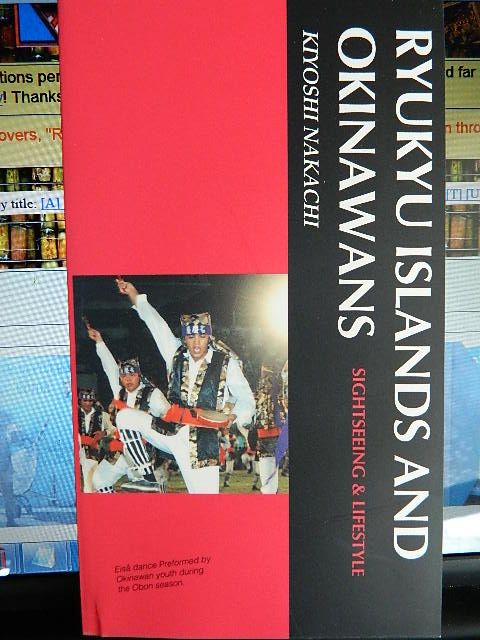 RYUKYU ISLANDS AND
OKINAWANS
SIGHTSEEING & LIFESTYLE
KIYOSHI NAKACHI
Eisâ dance Preformed by
Okinawan youth during
the Obon season.
tions per
! Thanks
overs, "R
y title: [A]
d far
n thro
[T] [U